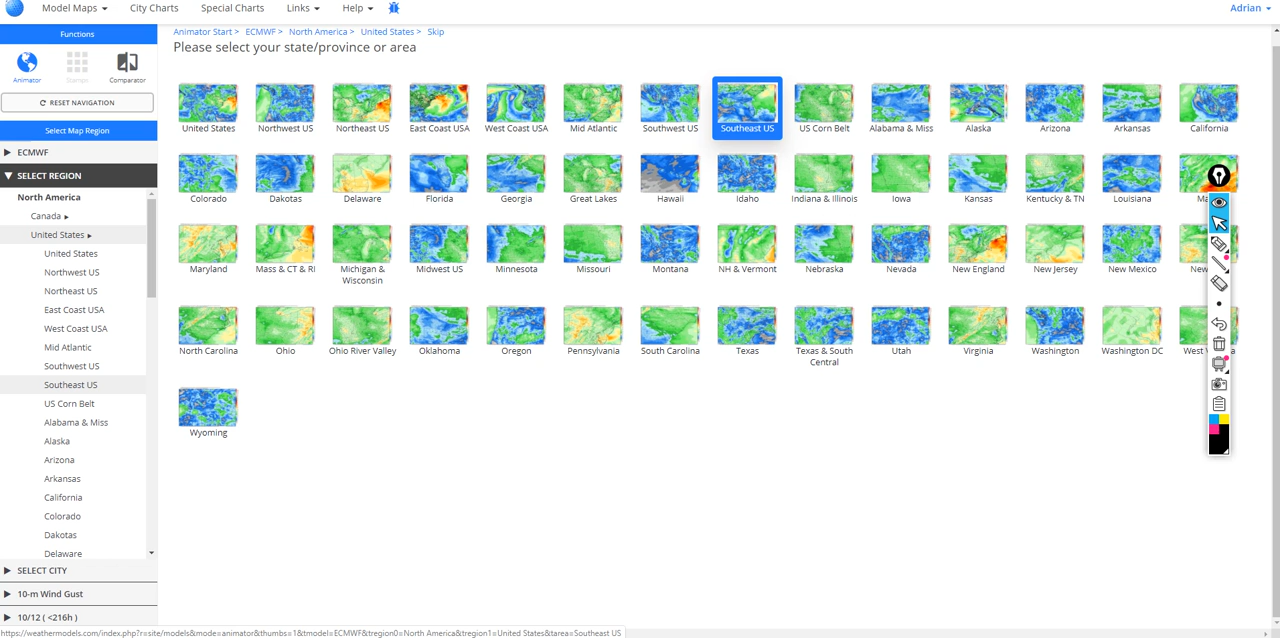 Model Maps City Charts Special Charts Links Help Adrian
Functions
Animator Stamps Comparator
RESET NAVIGATION
Select Map Region
ECMWF
SELECT REGION
North America
Canada
United States
United States
Northwest US
Northeast US
East Coast USA
West Coast USA
Mid Atlantic
Southwest US
Southeast US
US Corn Belt
Alabama & Miss
Alaska
Arizona
Arkansas
California
Colorado
Dakotas
Delaware
SELECT CITY
10-m Wind Gust
10/12 ( <216h )
Animator Start > ECMWF > North America > United States > Skip
Please select your state/province or area
United States Northwest US Northeast US East Coast USA West Coast USA Mid Atlantic Southwest US Southeast US US Corn Belt Alabama & Miss Alaska Arizona Arkansas California
Colorado Dakotas Delaware Florida Georgia Great Lakes Hawaii Idaho Indiana & Illinois Iowa Kansas Kentucky & TN Louisiana
Maryland Mass & CT & RI Michigan & Wisconsin Midwest US Minnesota Missouri Montana NH & Vermont Nebraska Nevada New England New Jersey New Mexico
North Carolina Ohio Ohio River Valley Oklahoma Oregon Pennsylvania South Carolina Texas Texas & South Central Utah Virginia Washington Washington DC
Wyoming
https://weathermodels.com/index.php?r=site/models&mode=animator&thumbs=1&tmodel=ECMWF&tregion0=North America&tregion1=United States&tarea=Southeast US